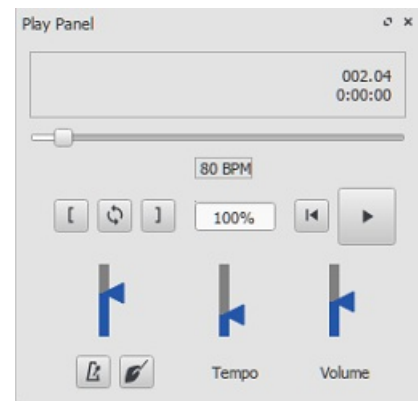 Play Panel
002.04
0:00:00
80 BPM
[ ] 100%
Tempo Volume